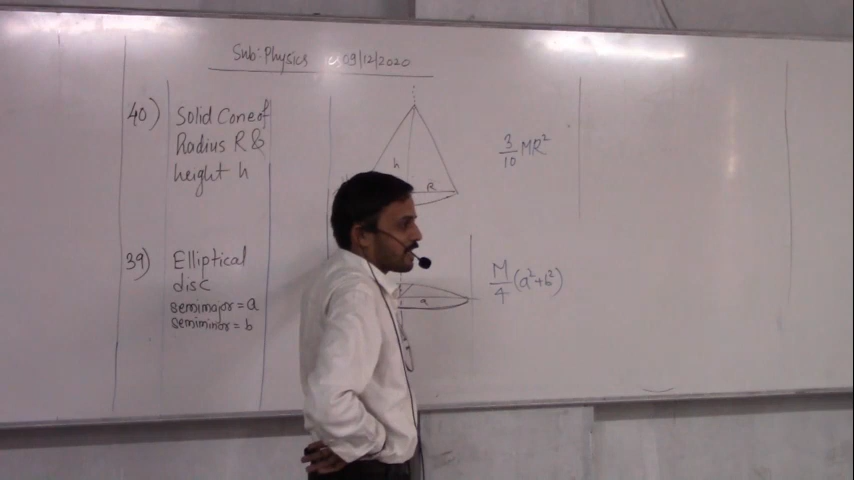 Sub: Physics 09/12/2020
40) Solid Cone of
Radius R &
height h
h
R
3/10 MR²
39) Elliptical
disc
semimajor = a
semiminor = b
a
M/4 (a²+b²)